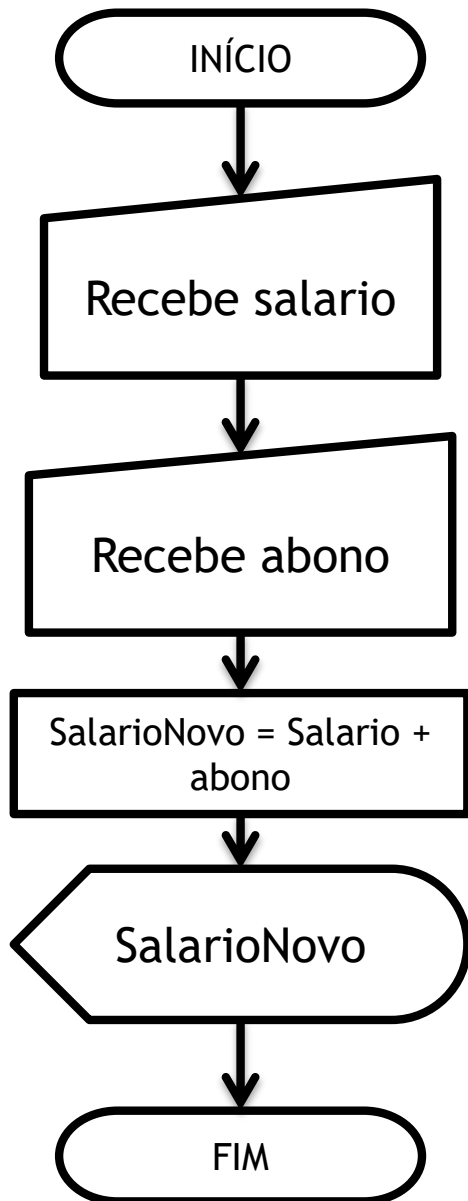 INÍCIO
Recebe salario
Recebe abono
SalarioNovo = Salario +
abono
SalarioNovo
FIM